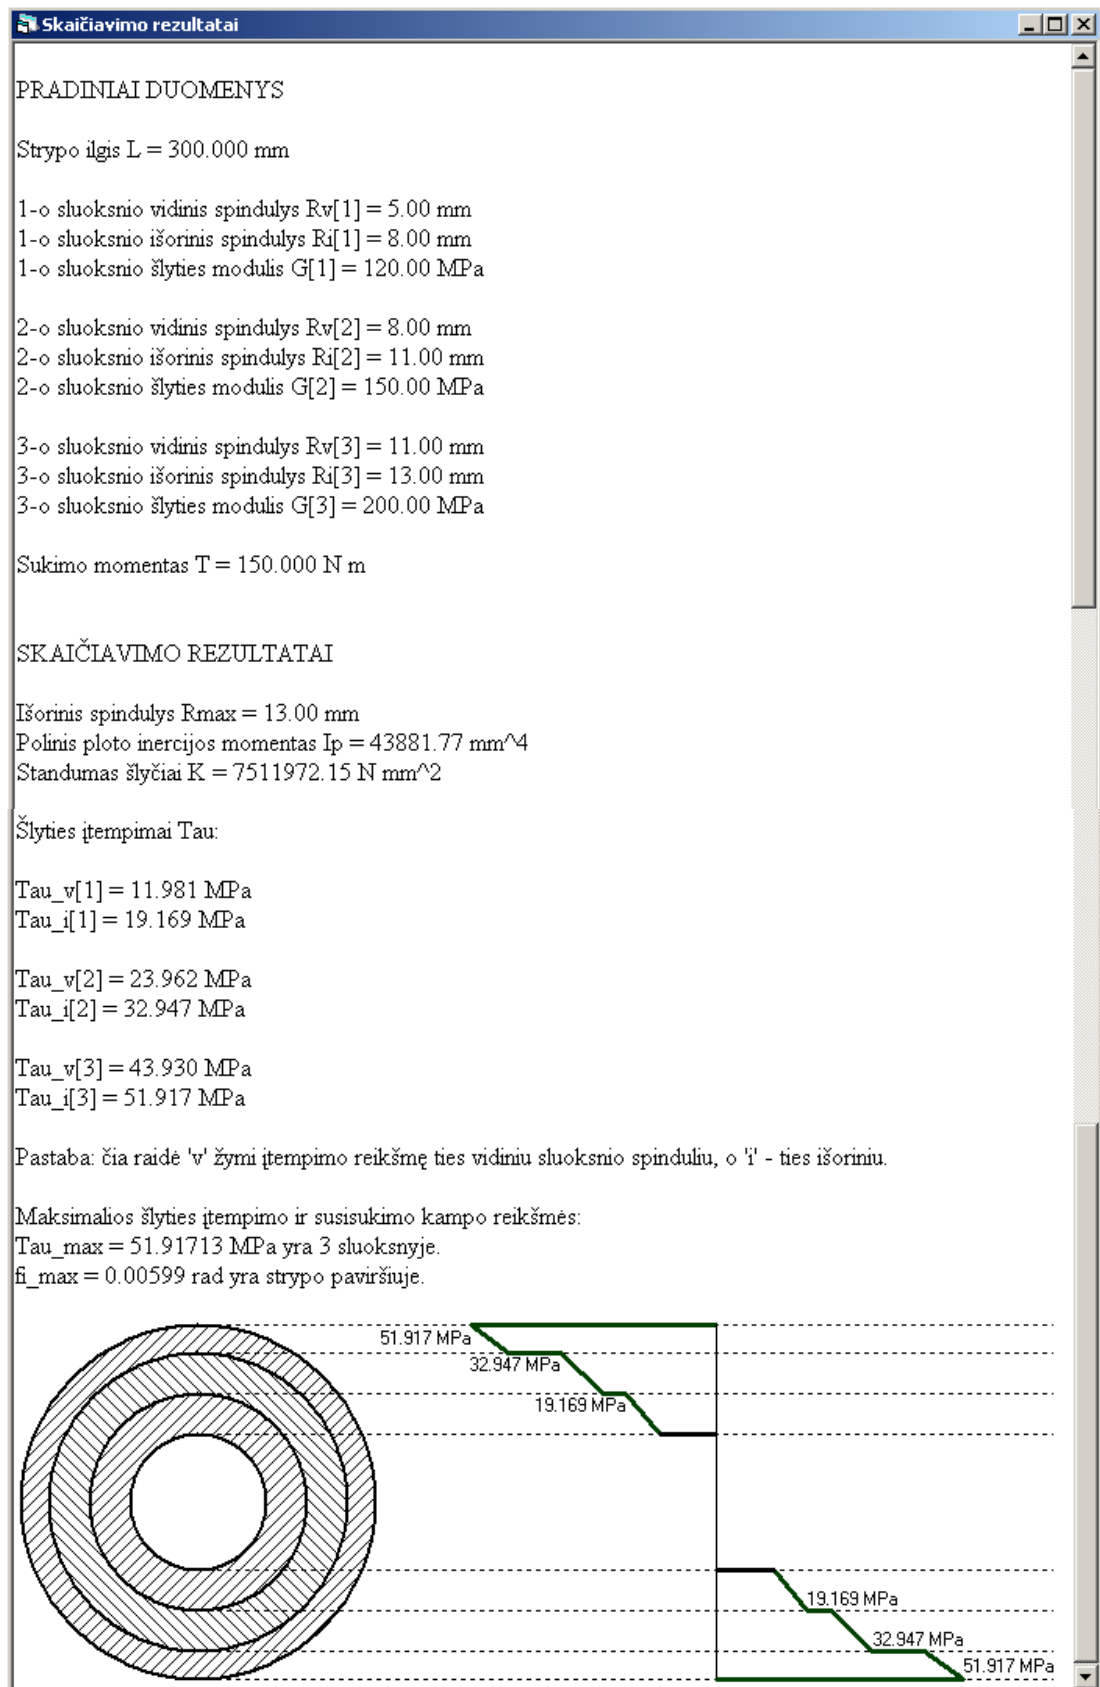 Skaičiavimo rezultatai
PRADINIAI DUOMENYS
Strypo ilgis L = 300.000 mm
1-o sluoksnio vidinis spindulys Rv[1] = 5.00 mm
1-o sluoksnio išorinis spindulys Ri[1] = 8.00 mm
1-o sluoksnio šlyties modulis G[1] = 120.00 MPa
2-o sluoksnio vidinis spindulys Rv[2] = 8.00 mm
2-o sluoksnio išorinis spindulys Ri[2] = 11.00 mm
2-o sluoksnio šlyties modulis G[2] = 150.00 MPa
3-o sluoksnio vidinis spindulys Rv[3] = 11.00 mm
3-o sluoksnio išorinis spindulys Ri[3] = 13.00 mm
3-o sluoksnio šlyties modulis G[3] = 200.00 MPa
Sukimo momentas T = 150.000 N m
SKAIČIAVIMO REZULTATAI
Išorinis spindulys Rmax = 13.00 mm
Polinis ploto inercijos momentas Ip = 43881.77 mm^4
Standumas šlyčiai K = 7511972.15 N mm^2
Šlyties įtempimai Tau:
Tau_v[1] = 11.981 MPa
Tau_i[1] = 19.169 MPa
Tau_v[2] = 23.962 MPa
Tau_i[2] = 32.947 MPa
Tau_v[3] = 43.930 MPa
Tau_i[3] = 51.917 MPa
Pastaba: čia raidė 'v' žymi įtempimo reikšmę ties vidiniu sluoksnio spinduliu, o 'i' - ties išoriniu.
Maksimalios šlyties įtempimo ir susisukimo kampo reikšmės:
Tau_max = 51.91713 MPa yra 3 sluoksnyje.
fi_max = 0.00599 rad yra strypo paviršiuje.
51.917 MPa
32.947 MPa
19.169 MPa
19.169 MPa
32.947 MPa
51.917 MPa